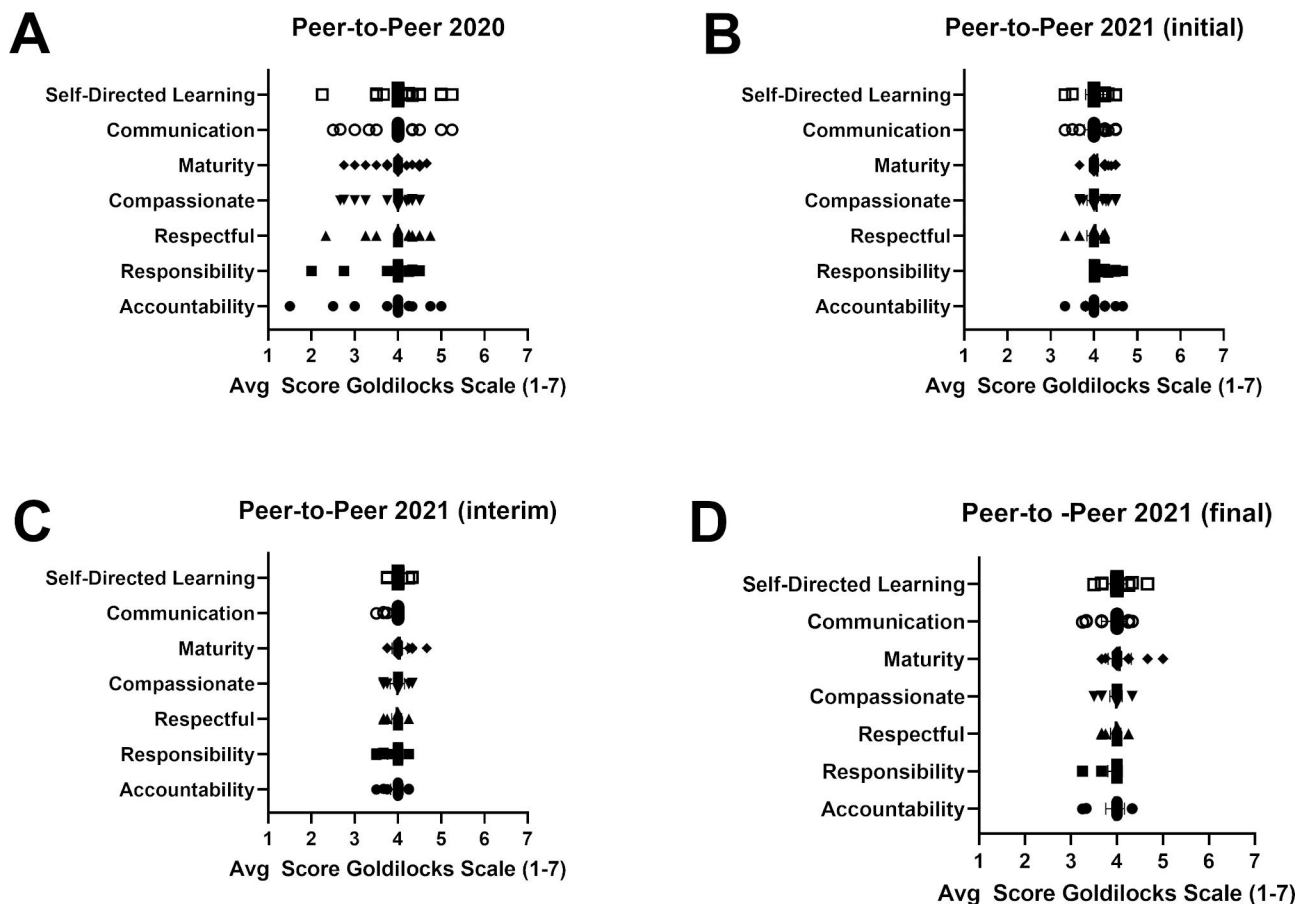 A
Peer-to-Peer 2020
Self-Directed Learning
Communication
Maturity
Compassionate
Respectful
Responsibility
Accountability
1 2 3 4 5 6 7
Avg Score Goldilocks Scale (1-7)
B
Peer-to-Peer 2021 (initial)
Self-Directed Learning
Communication
Maturity
Compassionate
Respectful
Responsibility
Accountability
1 2 3 4 5 6 7
Avg Score Goldilocks Scale (1-7)
C
Peer-to-Peer 2021 (interim)
Self-Directed Learning
Communication
Maturity
Compassionate
Respectful
Responsibility
Accountability
1 2 3 4 5 6 7
Avg Score Goldilocks Scale (1-7)
D
Peer-to -Peer 2021 (final)
Self-Directed Learning
Communication
Maturity
Compassionate
Respectful
Responsibility
Accountability
1 2 3 4 5 6 7
Avg Score Goldilocks Scale (1-7)